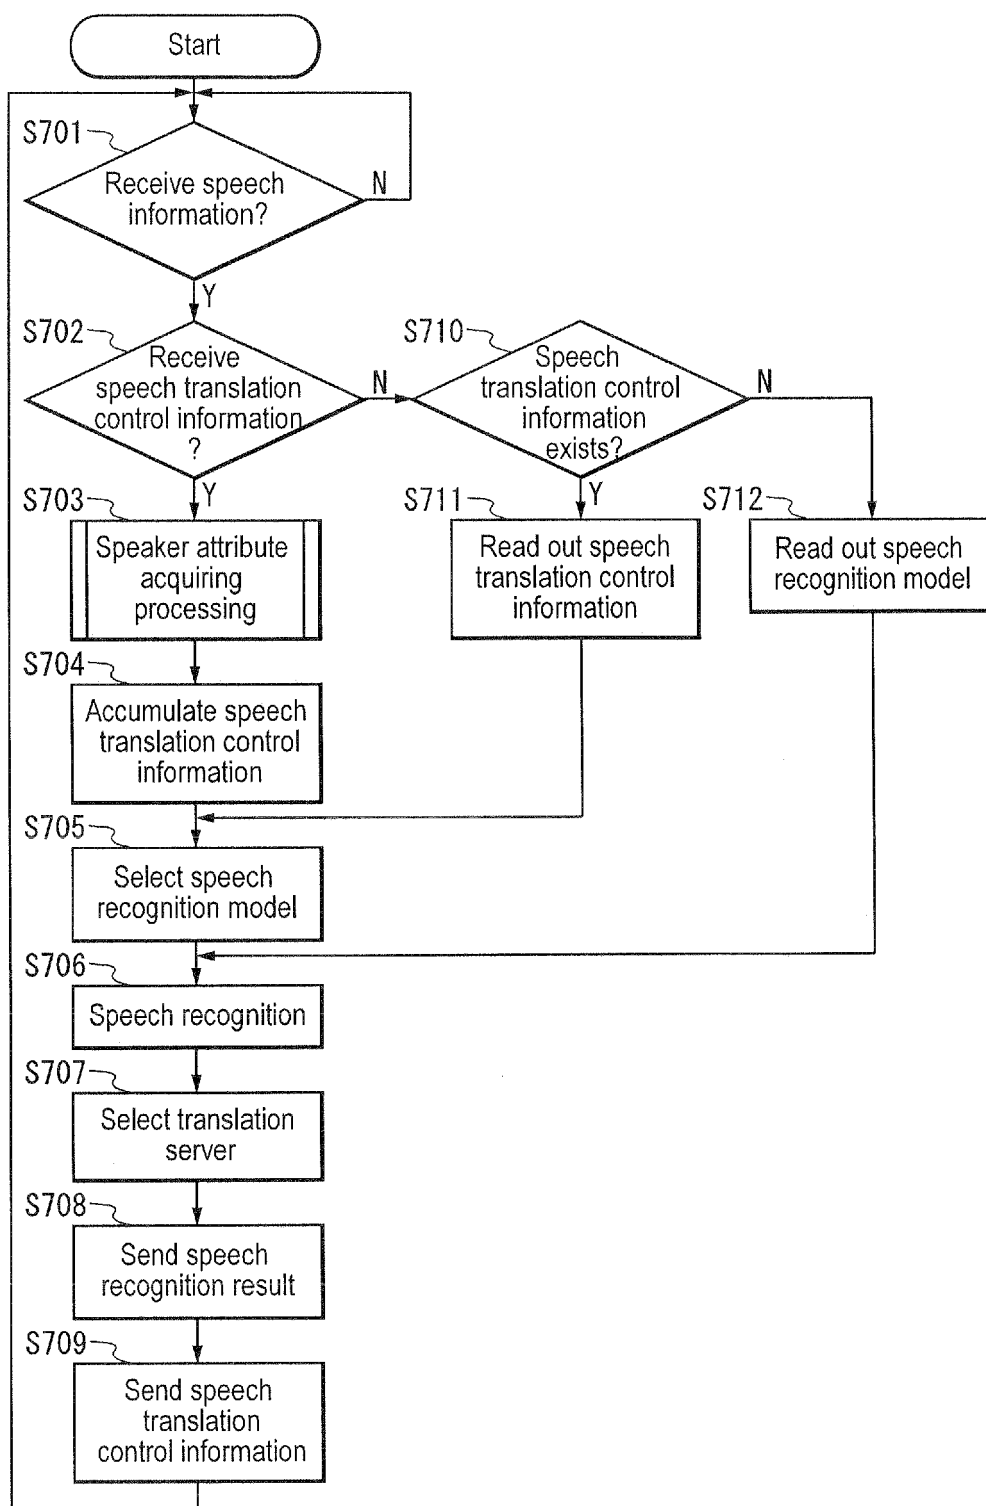 Start
S701
Receive speech
information?
N
Y
S702
Receive
speech translation
control information
?
N
Y
S710
Speech
translation control
information
exists?
N
Y
S703
Speaker attribute
acquiring
processing
S711
Read out speech
translation control
information
S712
Read out speech
recognition model
S704
Accumulate speech
translation control
information
S705
Select speech
recognition model
S706
Speech recognition
S707
Select translation
server
S708
Send speech
recognition result
S709
Send speech
translation
control information